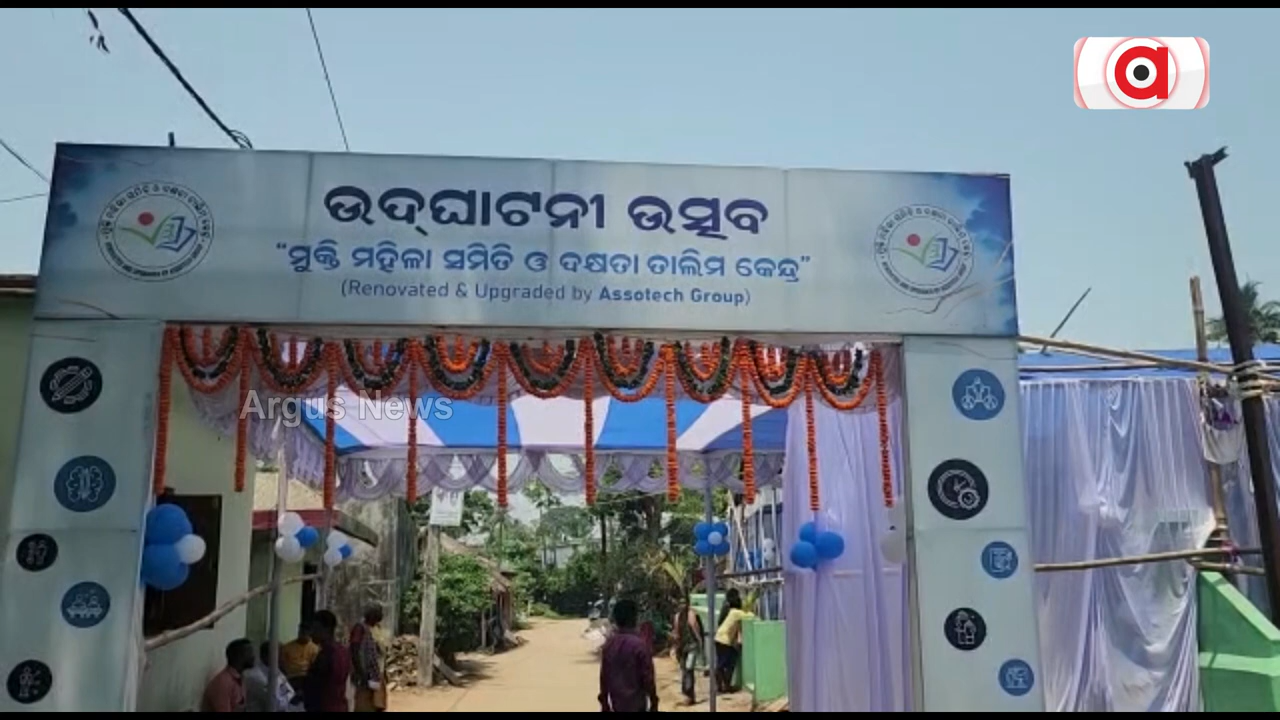 ଉଦ୍‌ଘାଟନୀ ଉତ୍ସବ
“ମୁକ୍ତି ମହିଳା ସମିତି ଓ ଦକ୍ଷତା ତାଲିମ କେନ୍ଦ୍ର”
(Renovated & Upgraded by Assotech Group)
Argus News